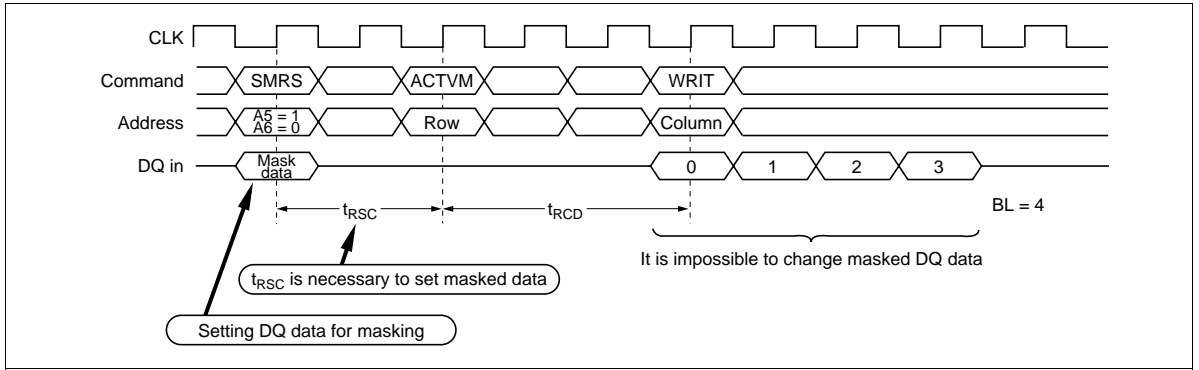 CLK
Command SMRS ACTVM WRIT
Address A5 = 1 Row Column
A6 = 0
DQ in Mask 0 1 2 3
data
tRSC tRCD BL = 4
It is impossible to change masked DQ data
tRSC is necessary to set masked data
Setting DQ data for masking